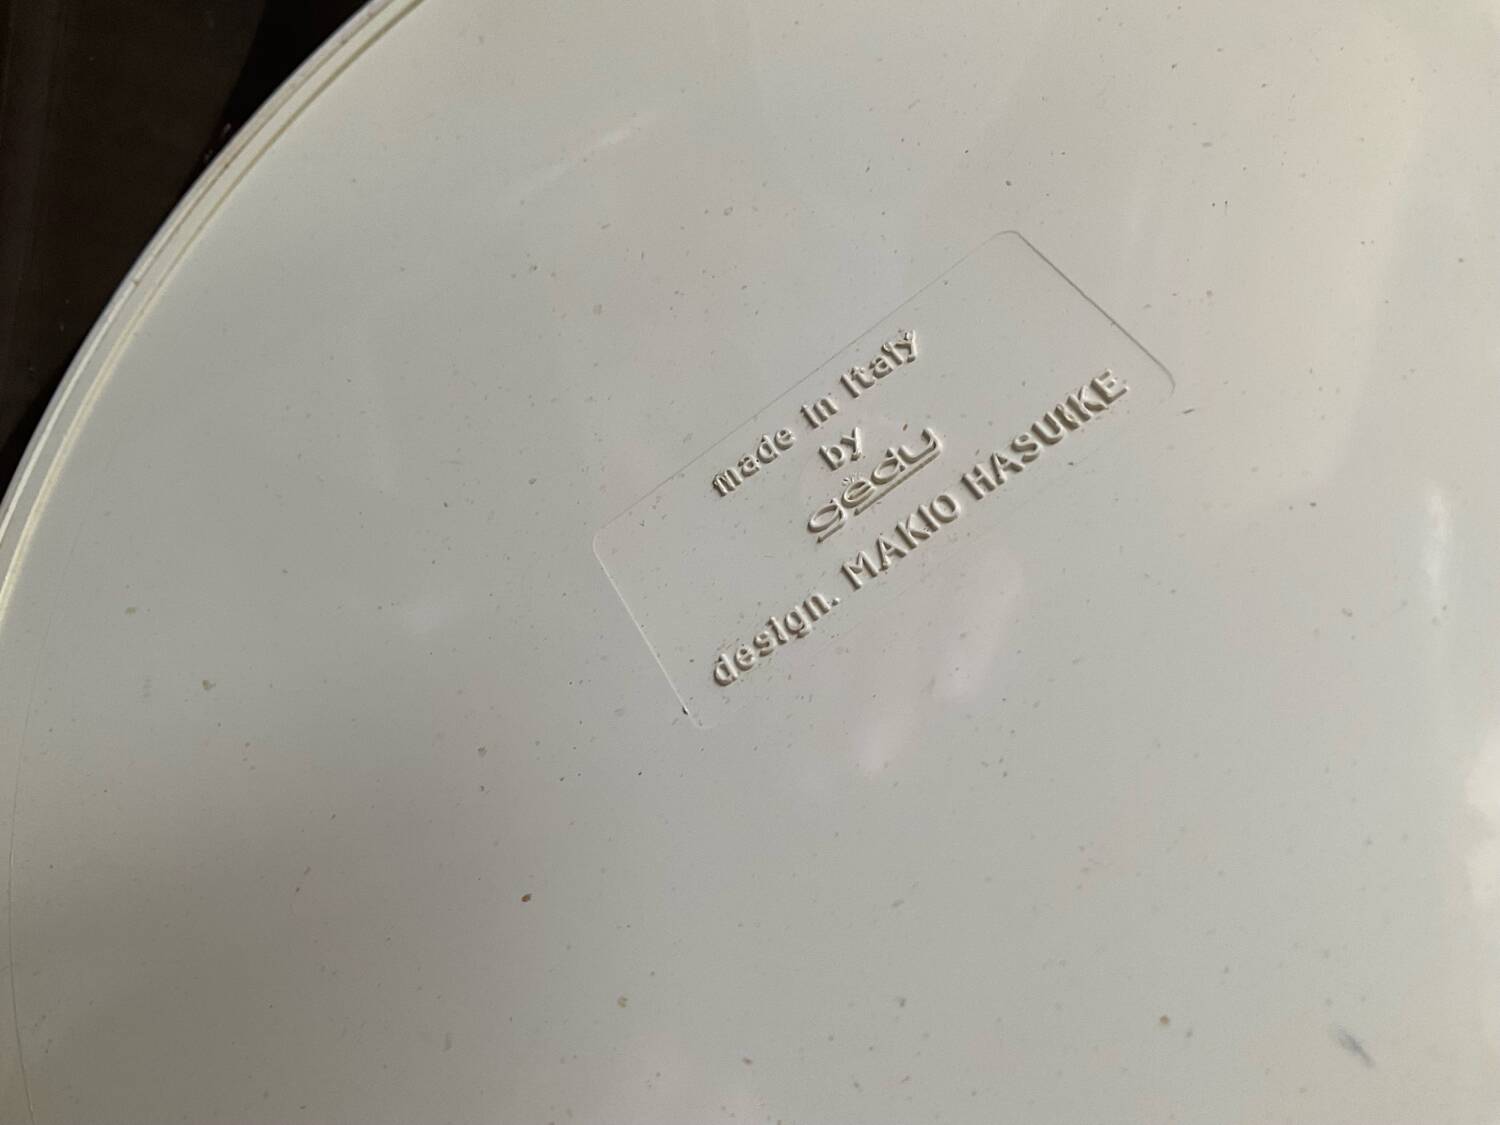 made in Italy
by
gedy
design. MAKIO HASUIKE